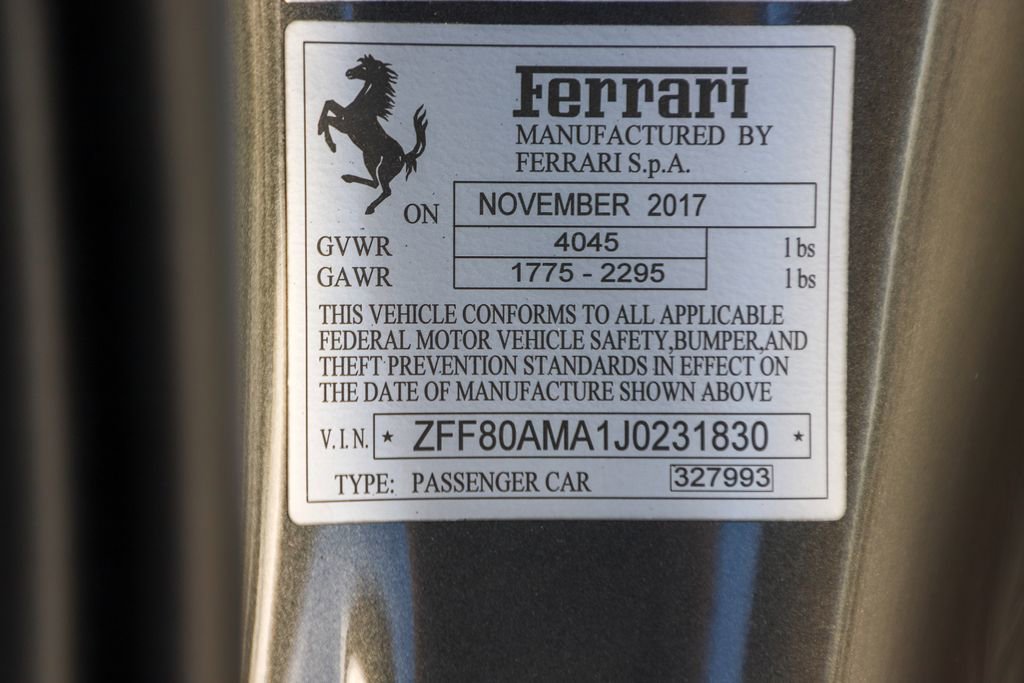 Ferrari
MANUFACTURED BY
FERRARI S.p.A.
ON NOVEMBER 2017
GVWR 4045 lbs
GAWR 1775 - 2295 lbs
THIS VEHICLE CONFORMS TO ALL APPLICABLE
FEDERAL MOTOR VEHICLE SAFETY,BUMPER,AND
THEFT PREVENTION STANDARDS IN EFFECT ON
THE DATE OF MANUFACTURE SHOWN ABOVE
V.I.N. ★ ZFF80AMA1J0231830 ★
TYPE: PASSENGER CAR 327993